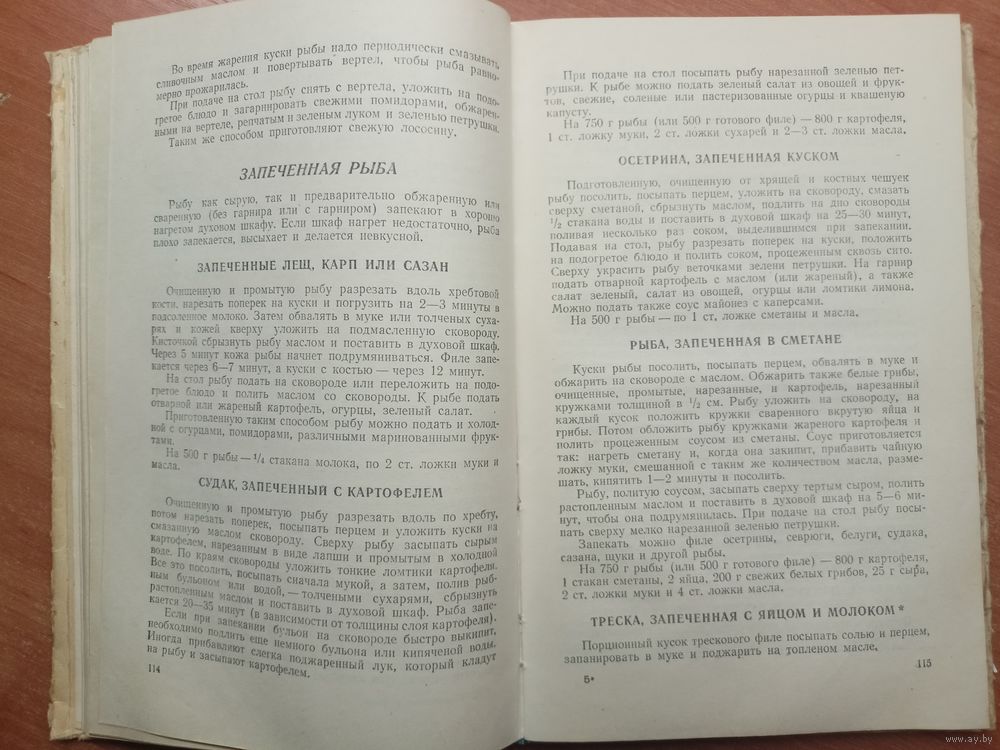 Во время жарения куски рыбы надо периодически смазывать
сливочным маслом и повертывать вертел, чтобы рыба равно-
мерно прожарилась.
При подаче на стол рыбу снять с вертела, уложить на подо-
гретое блюдо и загарнировать свежими помидорами, обжарен-
ными на вертеле, репчатым и зеленым луком и зеленью петрушки.
Таким же способом приготовляют свежую лососину.
ЗАПЕЧЕННАЯ РЫБА
Рыбу как сырую, так и предварительно обжаренную или
сваренную (без гарнира или с гарниром) запекают в хорошо
нагретом духовом шкафу. Если шкаф нагрет недостаточно, рыба
плохо запекается, высыхает и делается невкусной.
ЗАПЕЧЕННЫЕ ЛЕЩ, КАРП ИЛИ САЗАН
Очищенную и промытую рыбу разрезать вдоль хребтовой
кости, нарезать поперек на куски и погрузить на 2—3 минуты в
подсоленное молоко. Затем обвалять в муке или толченых суха-
рях и кожей кверху уложить на подмасленную сковороду.
Кисточкой сбрызнуть рыбу маслом и поставить в духовой шкаф.
Через 5 минут кожа рыбы начнет подрумяниваться. Филе запе-
кается через 6—7 минут, а куски с костью — через 12 минут.
На стол рыбу подать на сковороде или переложить на подо-
гретое блюдо и полить маслом со сковороды. К рыбе подать
отварной или жареный картофель, огурцы, зеленый салат.
Приготовленную таким способом рыбу можно подать и холод-
ной с огурцами, помидорами, различными маринованными фрук-
тами.
На 500 г рыбы — 1/4 стакана молока, по 2 ст. ложки муки и
масла.
СУДАК, ЗАПЕЧЕННЫЙ С КАРТОФЕЛЕМ
Очищенную и промытую рыбу разрезать вдоль по хребту,
потом нарезать поперек, посыпать перцем и уложить куски на
смазанную маслом сковороду. Сверху рыбу засыпать сырым
картофелем, нарезанным в виде лапши и промытым в холодной
воде. По краям сковороды уложить тонкие ломтики картофеля.
Все это посолить, посыпать сначала мукой, а затем, полив рыб-
ным бульоном или водой, — толчеными сухарями, сбрызнуть
растопленным маслом и поставить в духовой шкаф. Рыба запе-
кается 20—35 минут (в зависимости от толщины слоя картофеля).
Если при запекании бульон на сковороде быстро выкипит,
необходимо подлить еще немного бульона или кипяченой воды.
Иногда прибавляют слегка поджаренный лук, который кладут
на рыбу и засыпают картофелем.
114
При подаче на стол посыпать рыбу нарезанной зеленью пет-
рушки. К рыбе можно подать зеленый салат из овощей и фрук-
тов, свежие, соленые или пастеризованные огурцы и квашеную
капусту.
На 750 г рыбы (или 500 г готового филе) — 800 г картофеля,
1 ст. ложку муки, 2 ст. ложки сухарей и 2—3 ст. ложки масла.
ОСЕТРИНА, ЗАПЕЧЕННАЯ КУСКОМ
Подготовленную, очищенную от хрящей и костных чешуек
рыбу посолить, посыпать перцем, уложить на сковороду, смазать
сверху сметаной, сбрызнуть маслом, подлить на дно сковороды
1/2 стакана воды и поставить в духовой шкаф на 25—30 минут,
поливая несколько раз соком, выделившимся при запекании.
Подавая на стол, рыбу разрезать поперек на куски, положить
на подогретое блюдо и полить соком, процеженным сквозь сито.
Сверху украсить рыбу веточками зелени петрушки. На гарнир
подать отварной картофель с маслом (или жареный), а также
салат зеленый, салат из овощей, огурцы или ломтики лимона.
Можно подать также соус майонез с каперсами.
На 500 г рыбы — по 1 ст. ложке сметаны и масла.
РЫБА, ЗАПЕЧЕННАЯ В СМЕТАНЕ
Куски рыбы посолить, посыпать перцем, обвалять в муке и
обжарить на сковороде с маслом. Обжарить также белые грибы,
очищенные, промытые, нарезанные, и картофель, нарезанный
кружками толщиной в 1/2 см. Рыбу уложить на сковороду, на
каждый кусок положить кружки сваренного вкрутую яйца и
грибы. Потом обложить рыбу кружками жареного картофеля и
полить процеженным соусом из сметаны. Соус приготовляется
так: нагреть сметану и, когда она закипит, прибавить чайную
ложку муки, смешанной с таким же количеством масла, разме-
шать, кипятить 1—2 минуты и посолить.
Рыбу, политую соусом, засыпать сверху тертым сыром, полить
растопленным маслом и поставить в духовой шкаф на 5—6 ми-
нут, чтобы она подрумянилась. При подаче на стол рыбу посы-
пать сверху мелко нарезанной зеленью петрушки.
Запекать можно филе осетрины, севрюги, белуги, судака,
сазана, щуки и другой рыбы.
На 750 г рыбы (или 500 г готового филе) — 800 г картофеля,
1 стакан сметаны, 2 яйца, 200 г свежих белых грибов, 25 г сыра,
2 ст. ложки муки и 4 ст. ложки масла.
ТРЕСКА, ЗАПЕЧЕННАЯ С ЯЙЦОМ И МОЛОКОМ*
Порционный кусок трескового филе посыпать солью и перцем,
запанировать в муке и поджарить на топленом масле.
5*
115
www.ay.by